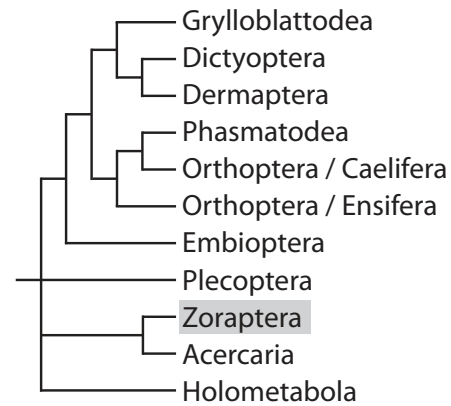 Grylloblattodea
Dictyoptera
Dermaptera
Phasmatodea
Orthoptera / Caelifera
Orthoptera / Ensifera
Embioptera
Plecoptera
Zoraptera
Acercaria
Holometabola